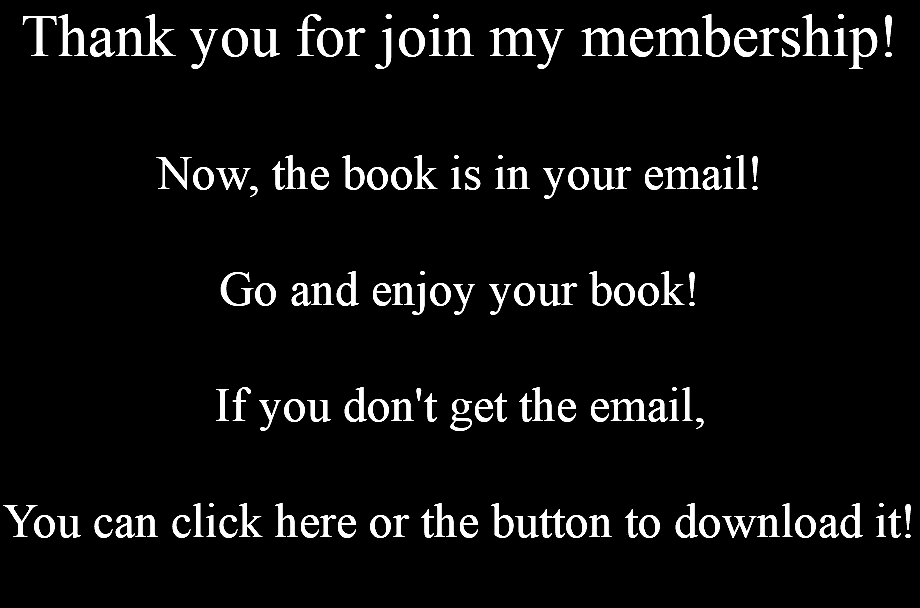 Thank you for join my membership!
Now, the book is in your email!
Go and enjoy your book!
If you don't get the email,
You can click here or the button to download it!